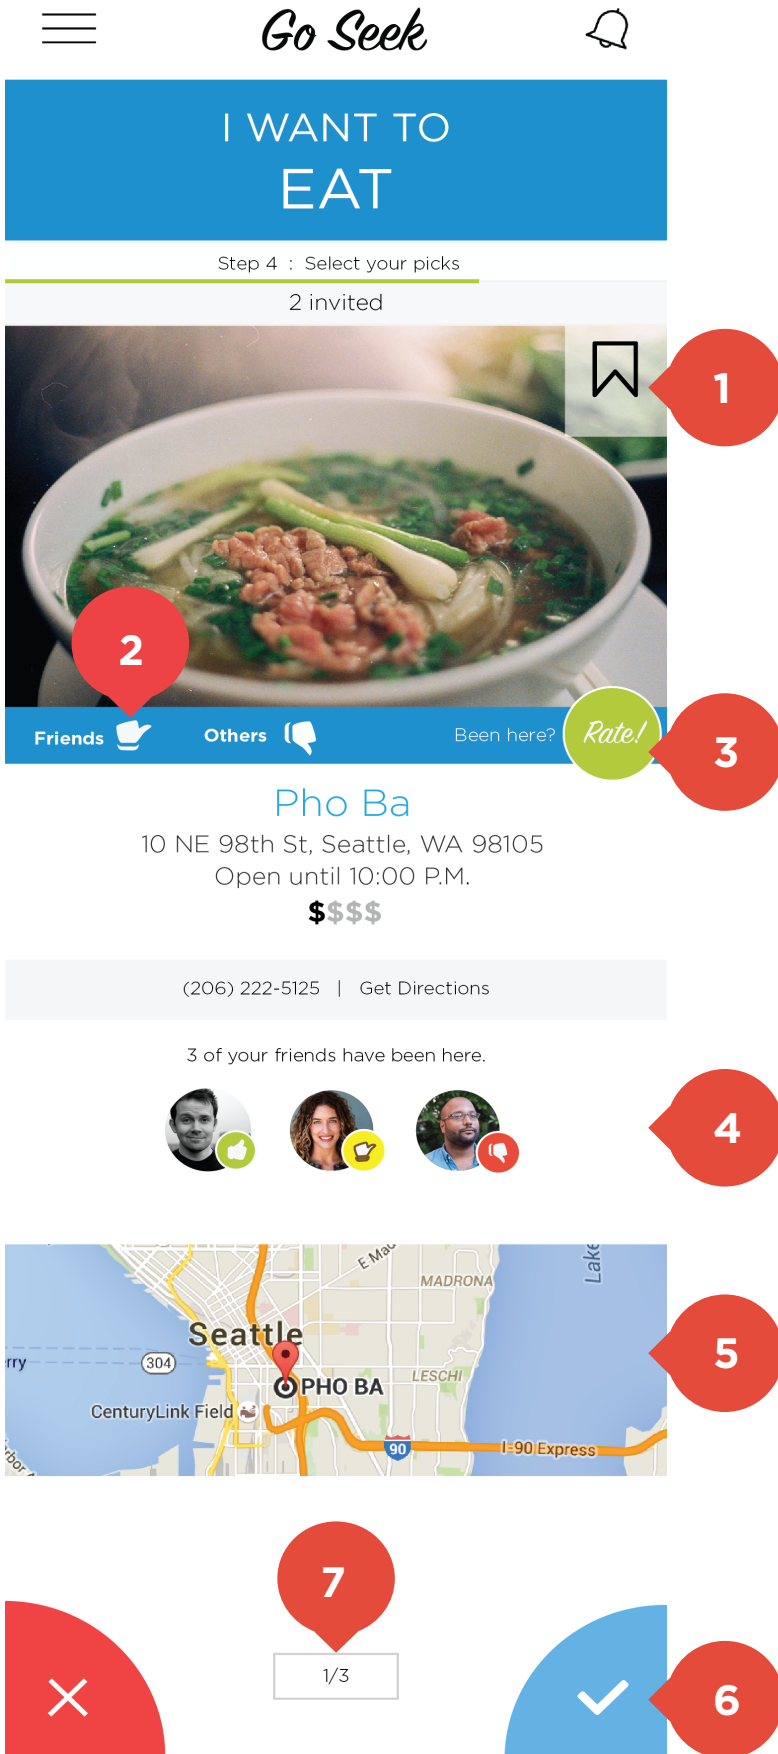 Go Seek
I WANT TO
EAT
Step 4 : Select your picks
2 invited
1
2
Friends
Others
Been here?
Rate!
3
Pho Ba
10 NE 98th St, Seattle, WA 98105
Open until 10:00 P.M.
$$$$
(206) 222-5125 | Get Directions
3 of your friends have been here.
4
E Mad
MADRONA
Lake
Seattle
rry
304
LESCHI
5
PHO BA
CenturyLink Field
90
I-90 Express
rbor A
7
1/3
6